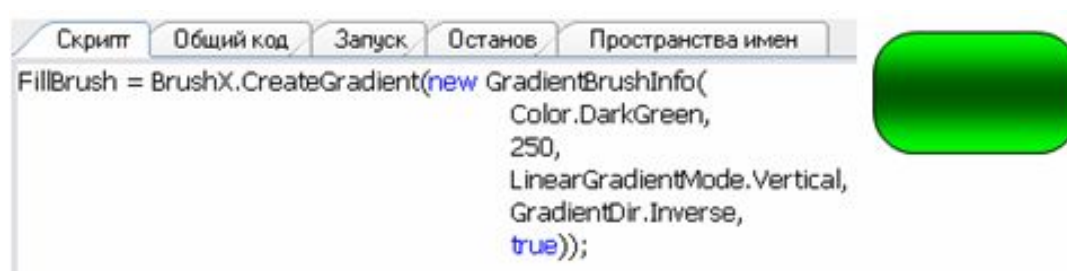 Скрипт Общий код Запуск Останов Пространства имен
FillBrush = BrushX.CreateGradient(new GradientBrushInfo(
Color.DarkGreen,
250,
LinearGradientMode.Vertical,
GradientDir.Inverse,
true));